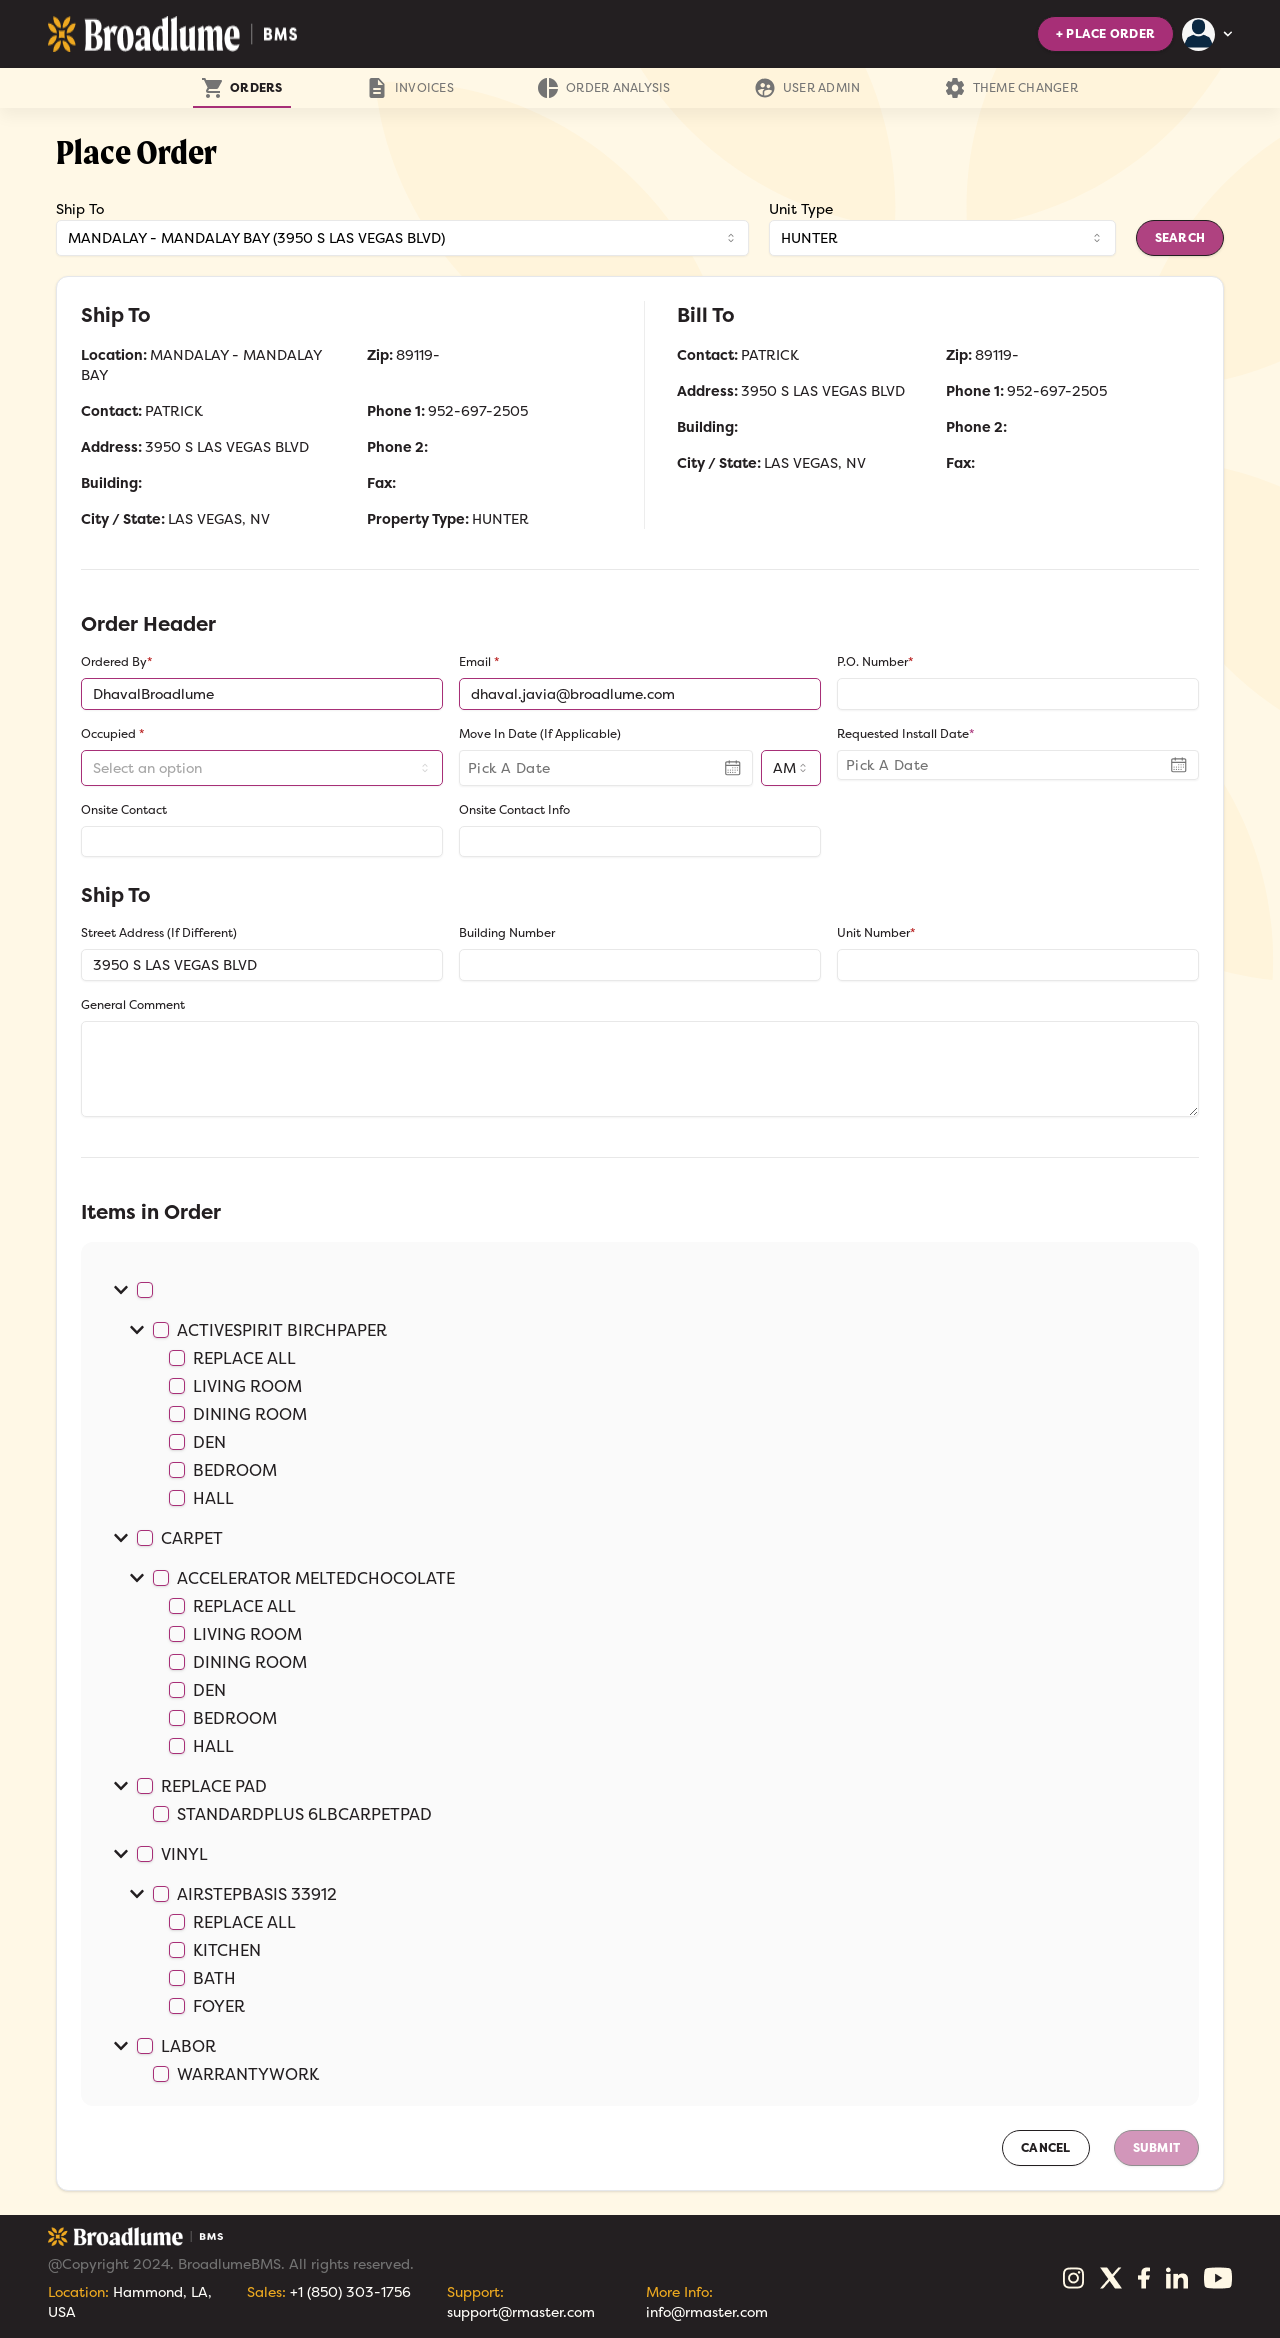 Broadlume | BMS
+ PLACE ORDER
ORDERS
INVOICES
ORDER ANALYSIS
USER ADMIN
THEME CHANGER
Place Order
Ship To
Unit Type
MANDALAY - MANDALAY BAY (3950 S LAS VEGAS BLVD)
HUNTER
SEARCH
Ship To
Location: MANDALAY - MANDALAY
BAY
Zip: 89119-
Contact: PATRICK
Phone 1: 952-697-2505
Address: 3950 S LAS VEGAS BLVD
Phone 2:
Building:
Fax:
City / State: LAS VEGAS, NV
Property Type: HUNTER
Bill To
Contact: PATRICK
Zip: 89119-
Address: 3950 S LAS VEGAS BLVD
Phone 1: 952-697-2505
Building:
Phone 2:
City / State: LAS VEGAS, NV
Fax:
Order Header
Ordered By*
Email *
P.O. Number*
DhavalBroadlume
dhaval.javia@broadlume.com
Occupied *
Move In Date (If Applicable)
Requested Install Date*
Select an option
Pick A Date
AM
Pick A Date
Onsite Contact
Onsite Contact Info
Ship To
Street Address (If Different)
Building Number
Unit Number*
3950 S LAS VEGAS BLVD
General Comment
Items in Order
ACTIVESPIRIT BIRCHPAPER
REPLACE ALL
LIVING ROOM
DINING ROOM
DEN
BEDROOM
HALL
CARPET
ACCELERATOR MELTEDCHOCOLATE
REPLACE ALL
LIVING ROOM
DINING ROOM
DEN
BEDROOM
HALL
REPLACE PAD
STANDARDPLUS 6LBCARPETPAD
VINYL
AIRSTEPBASIS 33912
REPLACE ALL
KITCHEN
BATH
FOYER
LABOR
WARRANTYWORK
CANCEL
SUBMIT
Broadlume | BMS
@Copyright 2024. BroadlumeBMS. All rights reserved.
Location: Hammond, LA,
USA
Sales: +1 (850) 303-1756
Support:
support@rmaster.com
More Info:
info@rmaster.com